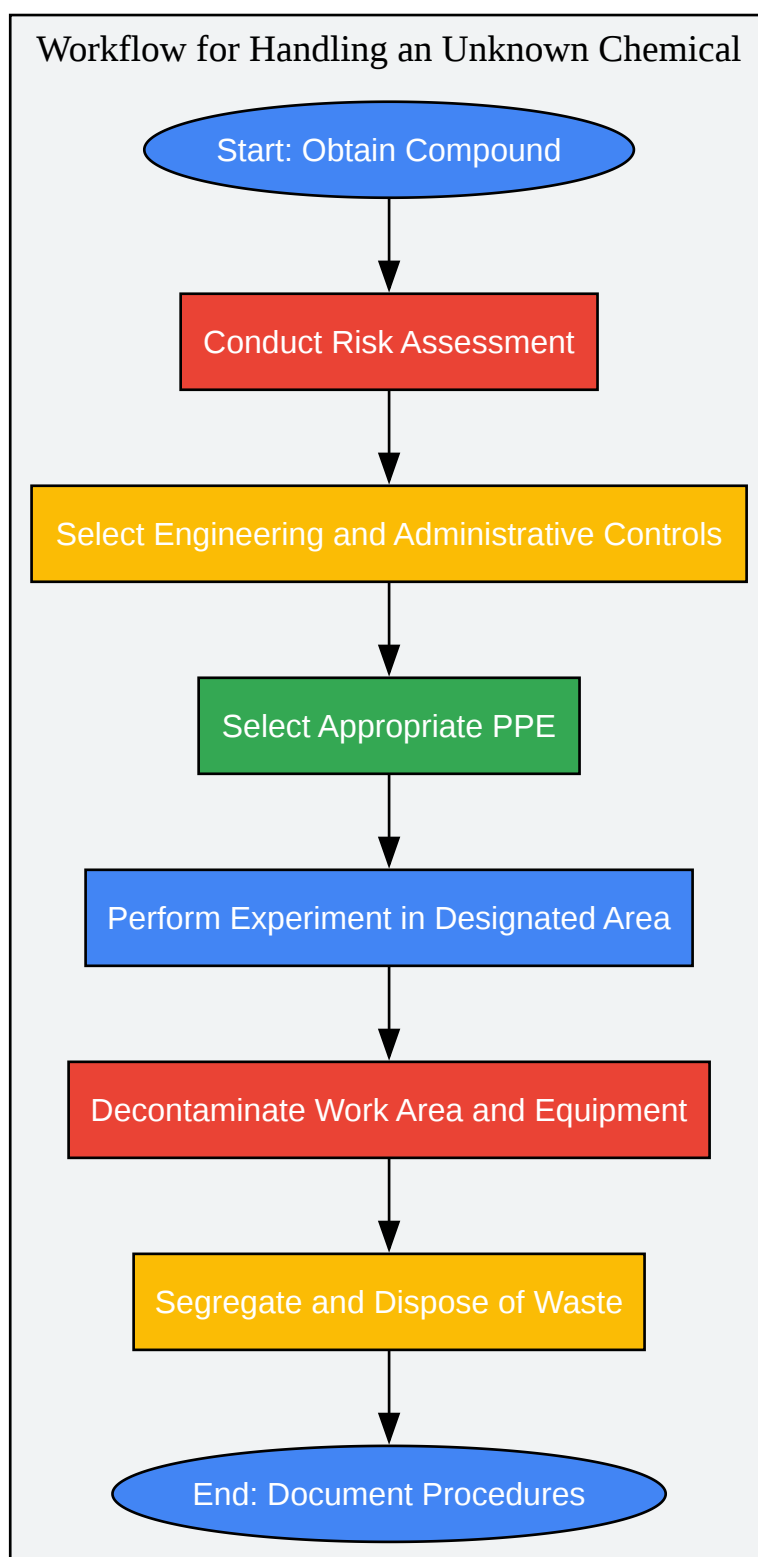 Workflow for Handling an Unknown Chemical
Start: Obtain Compound
Conduct Risk Assessment
Select Engineering and Administrative Controls
Select Appropriate PPE
Perform Experiment in Designated Area
Decontaminate Work Area and Equipment
Segregate and Dispose of Waste
End: Document Procedures